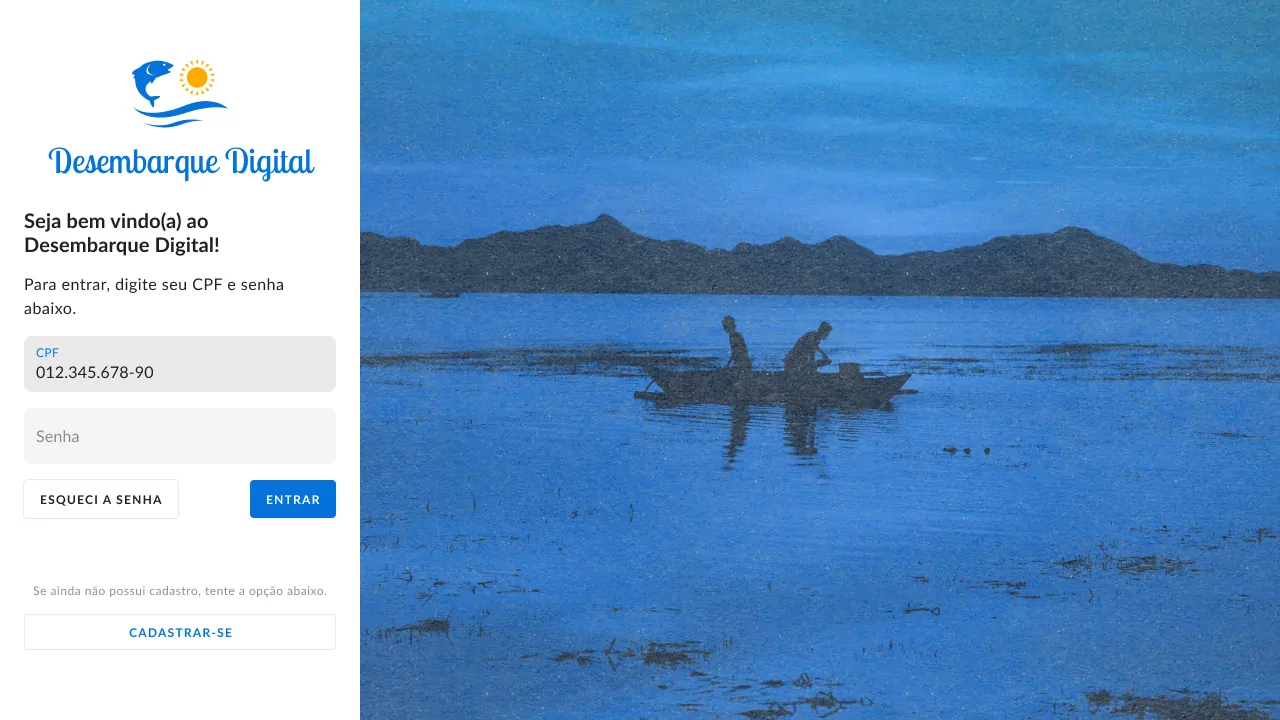 Desembarque Digital
Seja bem vindo(a) ao
Desembarque Digital!
Para entrar, digite seu CPF e senha
abaixo.
CPF
012.345.678-90
Senha
ESQUECI A SENHA
ENTRAR
Se ainda não possui cadastro, tente a opção abaixo.
CADASTRAR-SE